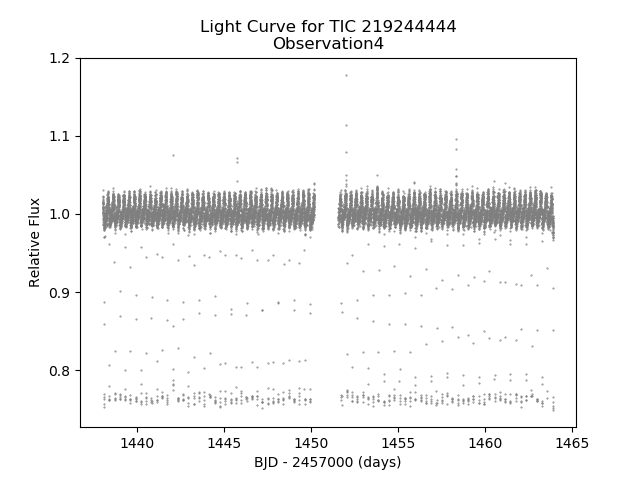 Light Curve for TIC 219244444
Observation4
1.2
1.1
1.0
0.9
0.8
Relative Flux
1440 1445 1450 1455 1460 1465
BJD - 2457000 (days)